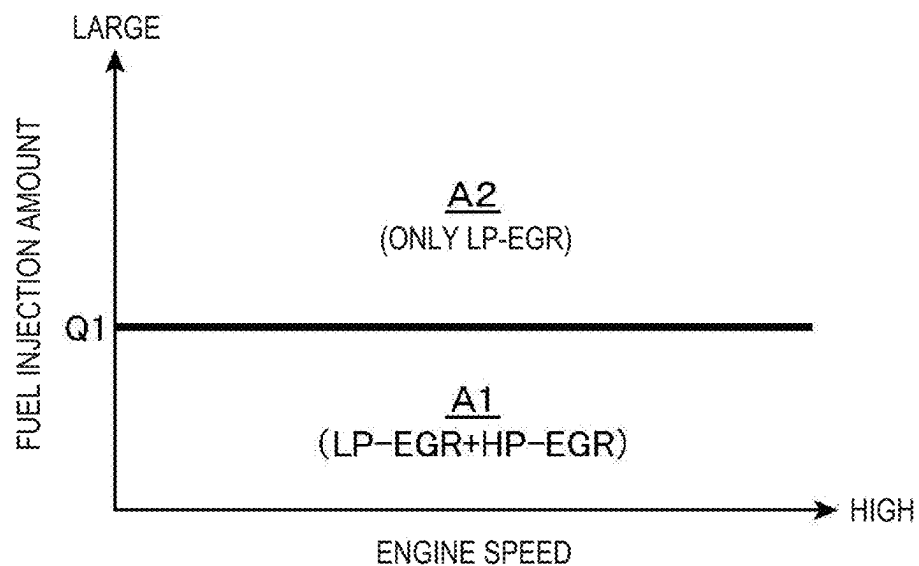 LARGE
FUEL INJECTION AMOUNT
A2
(ONLY LP-EGR)
Q1
A1
(LP-EGR+HP-EGR)
HIGH
ENGINE SPEED